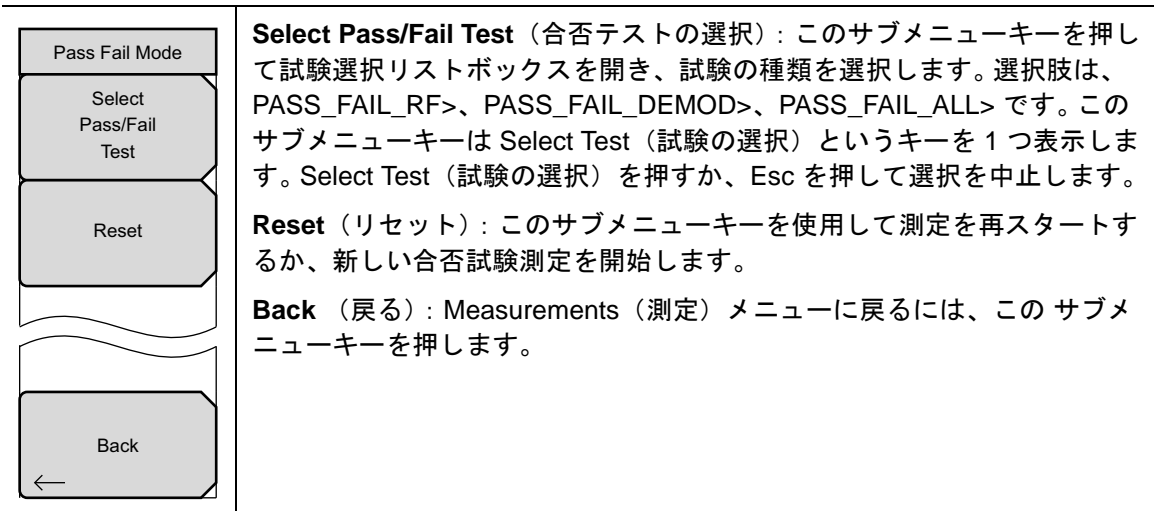 Pass Fail Mode
Select
Pass/Fail
Test
Reset
Back
Select Pass/Fail Test（合否テストの選択）: このサブメニューキーを押し
て試験選択リストボックスを開き、試験の種類を選択します。選択肢は、
PASS_FAIL_RF>、PASS_FAIL_DEMOD>、PASS_FAIL_ALL> です。この
サブメニューキーは Select Test（試験の選択）というキーを 1 つ表示しま
す。Select Test（試験の選択）を押すか、Esc を押して選択を中止します。
Reset（リセット）: このサブメニューキーを使用して測定を再スタートす
るか、新しい合否試験測定を開始します。
Back （戻る）: Measurements（測定）メニューに戻るには、この サブメ
ニューキーを押します。